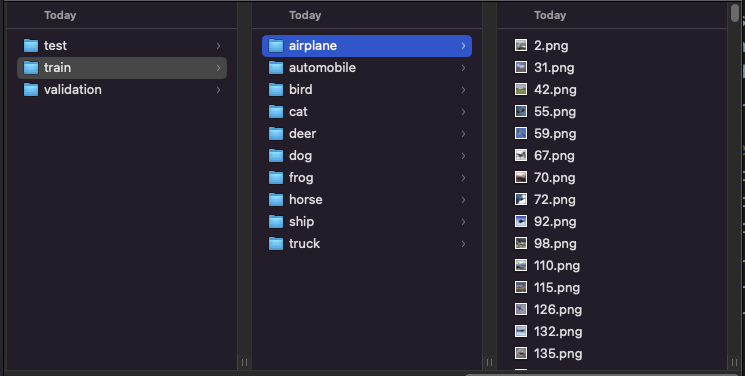 Today
test
train
validation
Today
airplane
automobile
bird
cat
deer
dog
frog
horse
ship
truck
Today
2.png
31.png
42.png
55.png
59.png
67.png
70.png
72.png
92.png
98.png
110.png
115.png
126.png
132.png
135.png